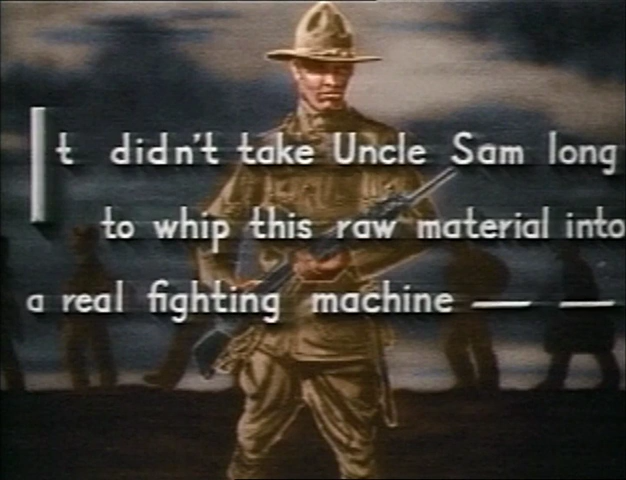 It didn't take Uncle Sam long
to whip this raw material into
a real fighting machine — —